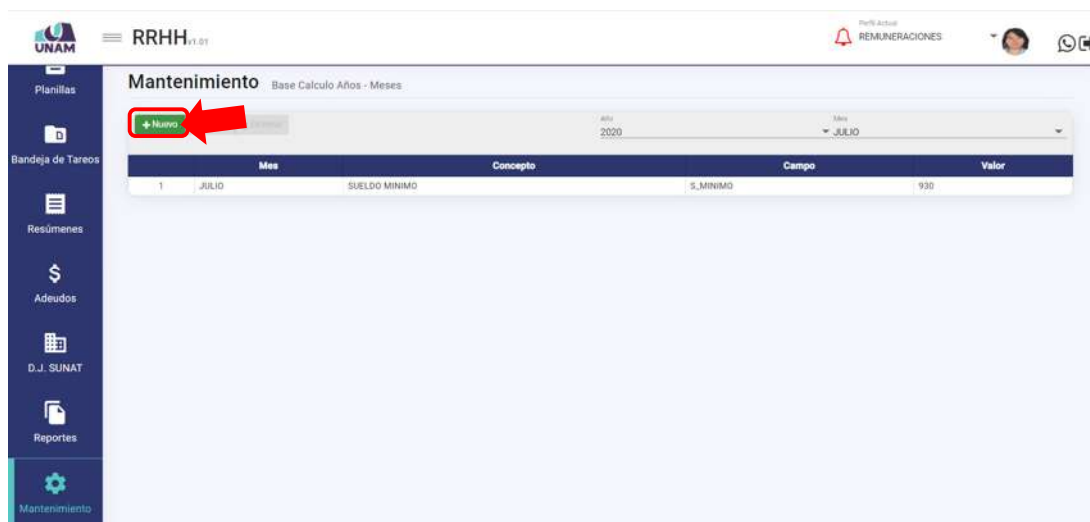 UNAM
RRHH v1.01
Perfil Actual
REMUNERACIONES
Planillas
Bandeja de Tareos
Resúmenes
Adeudos
D.J. SUNAT
Reportes
Mantenimiento
Mantenimiento Base Calculo Años - Meses
+ Nuevo
Año
2020
Mes
JULIO
Mes Concepto Campo Valor
1 JULIO SUELDO MINIMO S_MINIMO 930